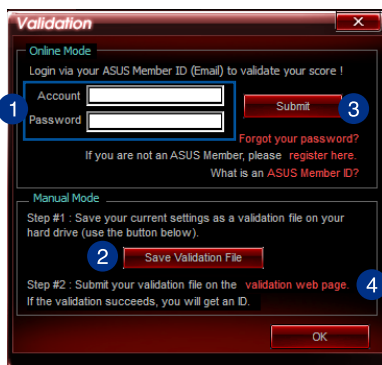 Validation
Online Mode
Login via your ASUS Member ID (Email) to validate your score !
1
Account
Password
Submit
3
Forgot your password?
If you are not an ASUS Member, please register here.
What is an ASUS Member ID?
Manual Mode
Step #1 : Save your current settings as a validation file on your
hard drive (use the button below).
2
Save Validation File
Step #2 : Submit your validation file on the validation web page.
4
If the validation succeeds, you will get an ID.
OK